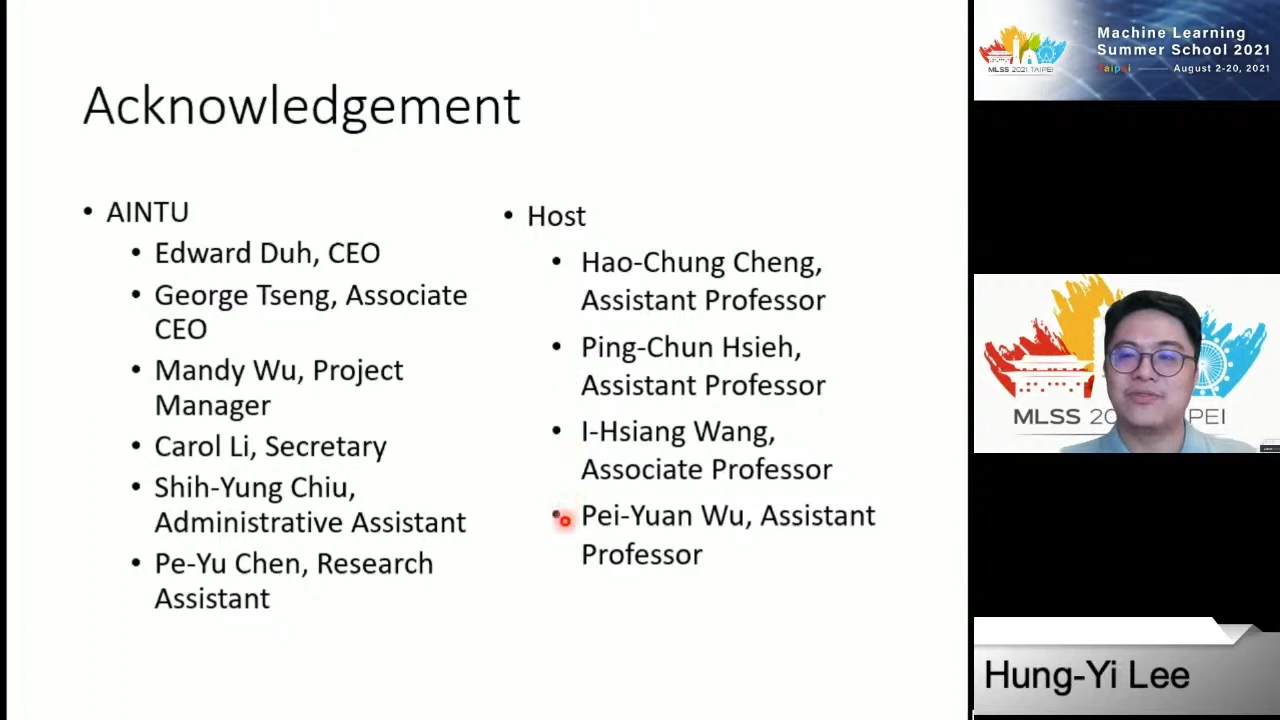 Acknowledgement
• AINTU
• Edward Duh, CEO
• George Tseng, Associate
CEO
• Mandy Wu, Project
Manager
• Carol Li, Secretary
• Shih-Yung Chiu,
Administrative Assistant
• Pe-Yu Chen, Research
Assistant
• Host
• Hao-Chung Cheng,
Assistant Professor
• Ping-Chun Hsieh,
Assistant Professor
• I-Hsiang Wang,
Associate Professor
• Pei-Yuan Wu, Assistant
Professor
MLSS 2021 TAIPEI
Machine Learning
Summer School 2021
Taipei August 2-20, 2021
MLSS 20 APEI
Hung-Yi Lee